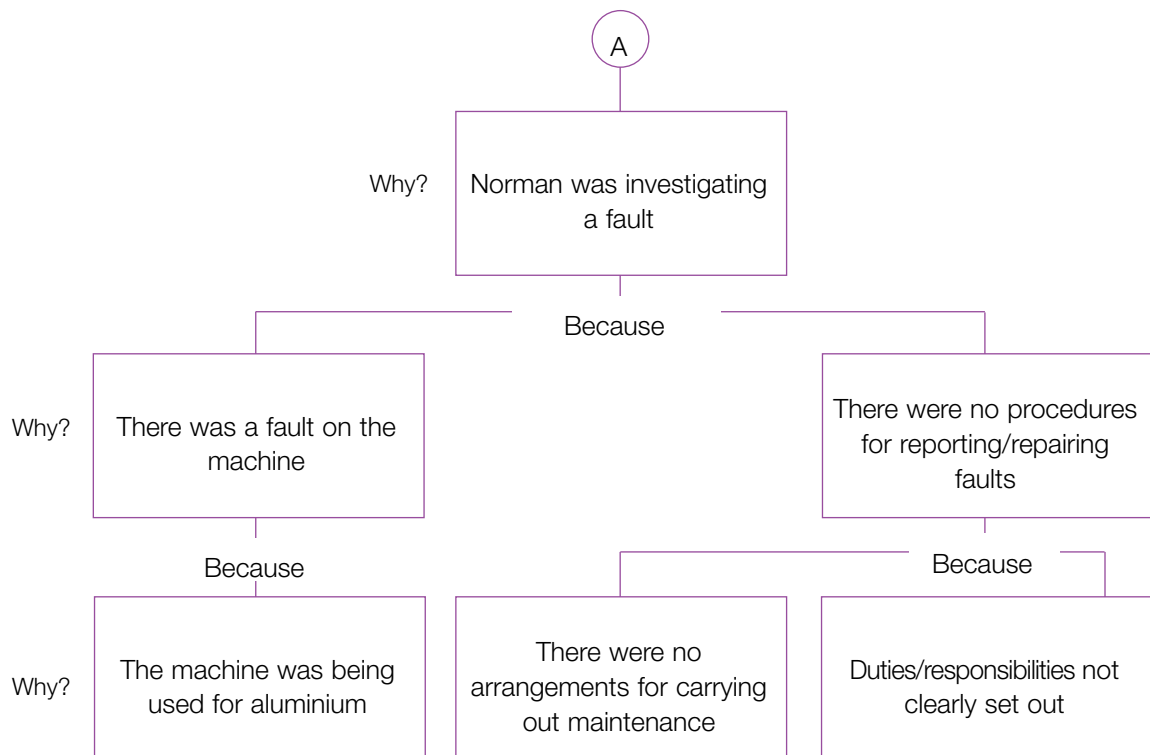 A
Why?
Norman was investigating
a fault
Because
Why?
There was a fault on the
machine
There were no procedures
for reporting/repairing
faults
Because
Because
Why?
The machine was being
used for aluminium
There were no
arrangements for carrying
out maintenance
Duties/responsibilities not
clearly set out